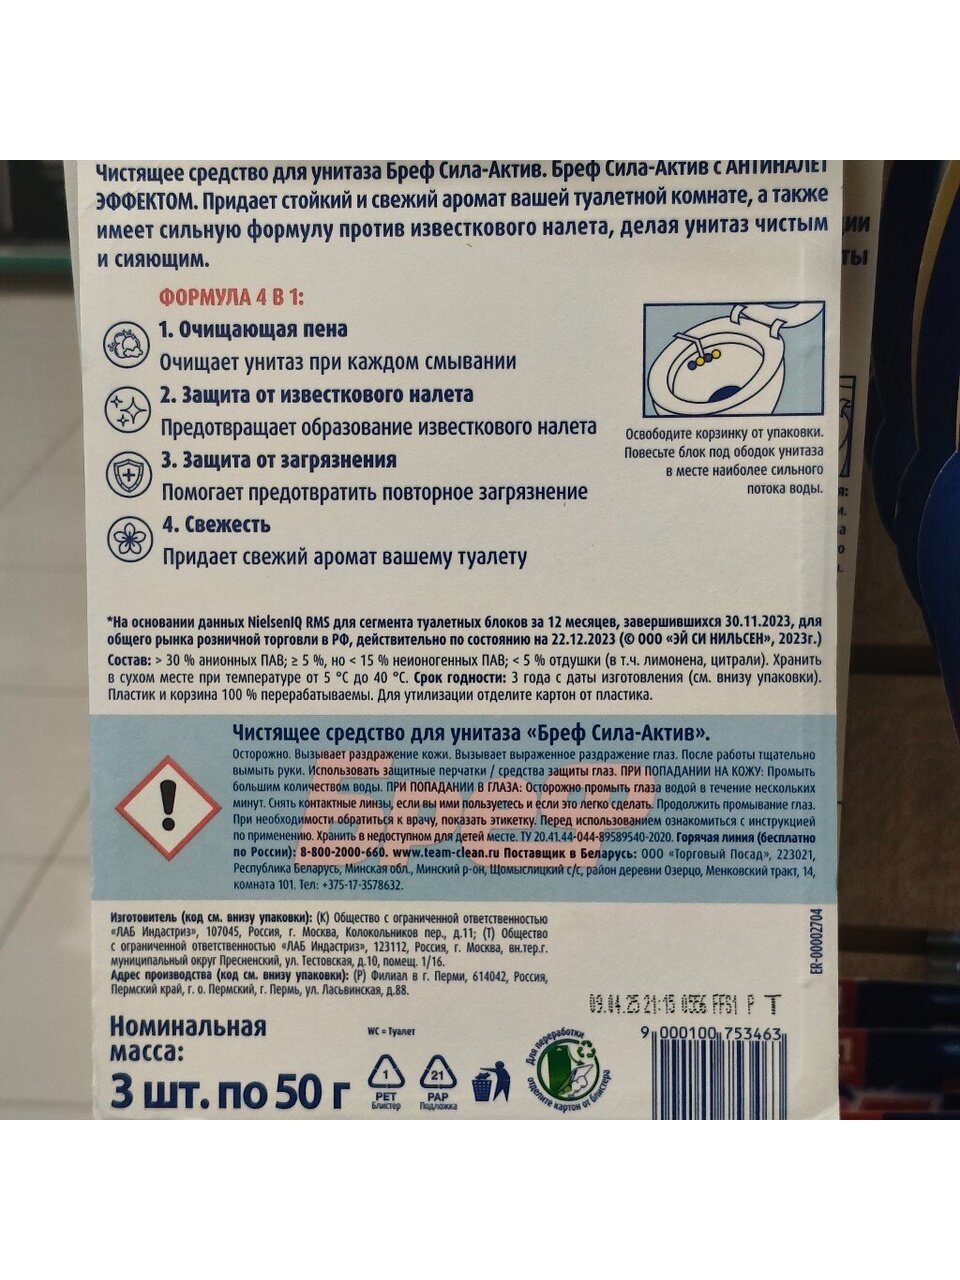 Чистящее средство для унитаза Бреф Сила-Актив. Бреф Сила-Актив с АНТИНАЛЕТ
ЭФФЕКТОМ. Придает стойкий и свежий аромат вашей туалетной комнате, а также
имеет сильную формулу против известкового налета, делая унитаз чистым
и сияющим.
ФОРМУЛА 4 В 1:
1. Очищающая пена
Очищает унитаз при каждом смывании
2. Защита от известкового налета
Предотвращает образование известкового налета
3. Защита от загрязнения
Помогает предотвратить повторное загрязнение
4. Свежесть
Придает свежий аромат вашему туалету
Освободите корзинку от упаковки.
Повесьте блок под ободок унитаза
в месте наиболее сильного
потока воды.
*На основании данных NielsenIQ RMS для сегмента туалетных блоков за 12 месяцев, завершившихся 30.11.2023, для
общего рынка розничной торговли в РФ, действительно по состоянию на 22.12.2023 (© ООО «ЭЙ СИ НИЛЬСЕН», 2023г.)
Состав: > 30 % анионных ПАВ; ≥ 5 %, но < 15 % неионогенных ПАВ; < 5 % отдушки (в т.ч. лимонена, цитрали). Хранить
в сухом месте при температуре от 5 °С до 40 °С. Срок годности: 3 года с даты изготовления (см. внизу упаковки).
Пластик и корзина 100 % перерабатываемы. Для утилизации отделите картон от пластика.
Чистящее средство для унитаза «Бреф Сила-Актив».
Осторожно. Вызывает раздражение кожи. Вызывает выраженное раздражение глаз. После работы тщательно
вымыть руки. Использовать защитные перчатки / средства защиты глаз. ПРИ ПОПАДАНИИ НА КОЖУ: Промыть
большим количеством воды. ПРИ ПОПАДАНИИ В ГЛАЗА: Осторожно промыть глаза водой в течение нескольких
минут. Снять контактные линзы, если вы ими пользуетесь и если это легко сделать. Продолжить промывание глаз.
При необходимости обратиться к врачу, показать этикетку. Перед использованием ознакомиться с инструкцией
по применению. Хранить в недоступном для детей месте. ТУ 20.41.44-044-89589540-2020. Горячая линия (бесплатно
по России): 8-800-2000-660. www.team-clean.ru Поставщик в Беларусь: ООО «Торговый Посад», 223021,
Республика Беларусь, Минская обл., Минский р-он, Щомыслицкий с/с, район деревни Озерцо, Менковский тракт, 14,
комната 101. Тел: +375-17-3578632.
Изготовитель (код см. внизу упаковки): (К) Общество с ограниченной ответственностью
«ЛАБ Индастриз», 107045, Россия, г. Москва, Колокольников пер., д.11; (Т) Общество
с ограниченной ответственностью «ЛАБ Индастриз», 123112, Россия, г. Москва, вн.тер.г.
муниципальный округ Пресненский, ул. Тестовская, д.10, помещ. 1/16.
Адрес производства (код см. внизу упаковки): (Р) Филиал в г. Перми, 614042, Россия,
Пермский край, г. о. Пермский, г. Пермь, ул. Ласьвинская, д.88.
ER-00002704
09.04.25 21:15 0556 FFS1 P T
Номинальная
масса:
3 шт. по 50 г
WC = Туалет
1
PET
Блистер
21
PAP
Подложка
Для переработки
отделите картон от блистера
9 000100 753463